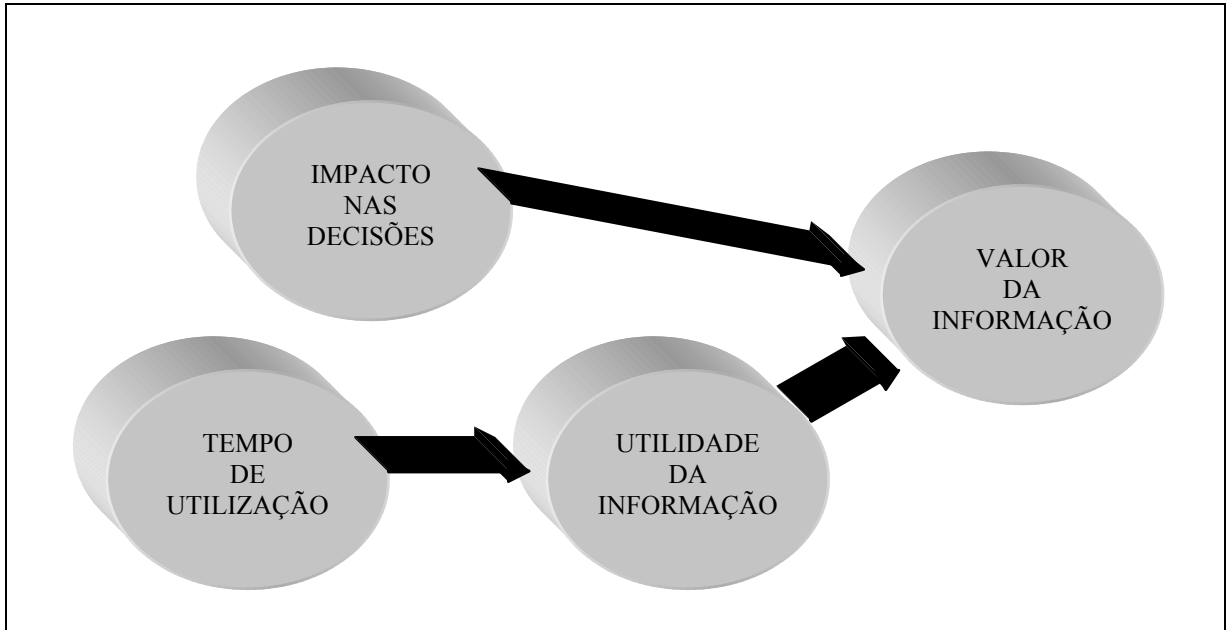 IMPACTO
NAS
DECISÕES
VALOR
DA
INFORMAÇÃO
TEMPO
DE
UTILIZAÇÃO
UTILIDADE
DA
INFORMAÇÃO